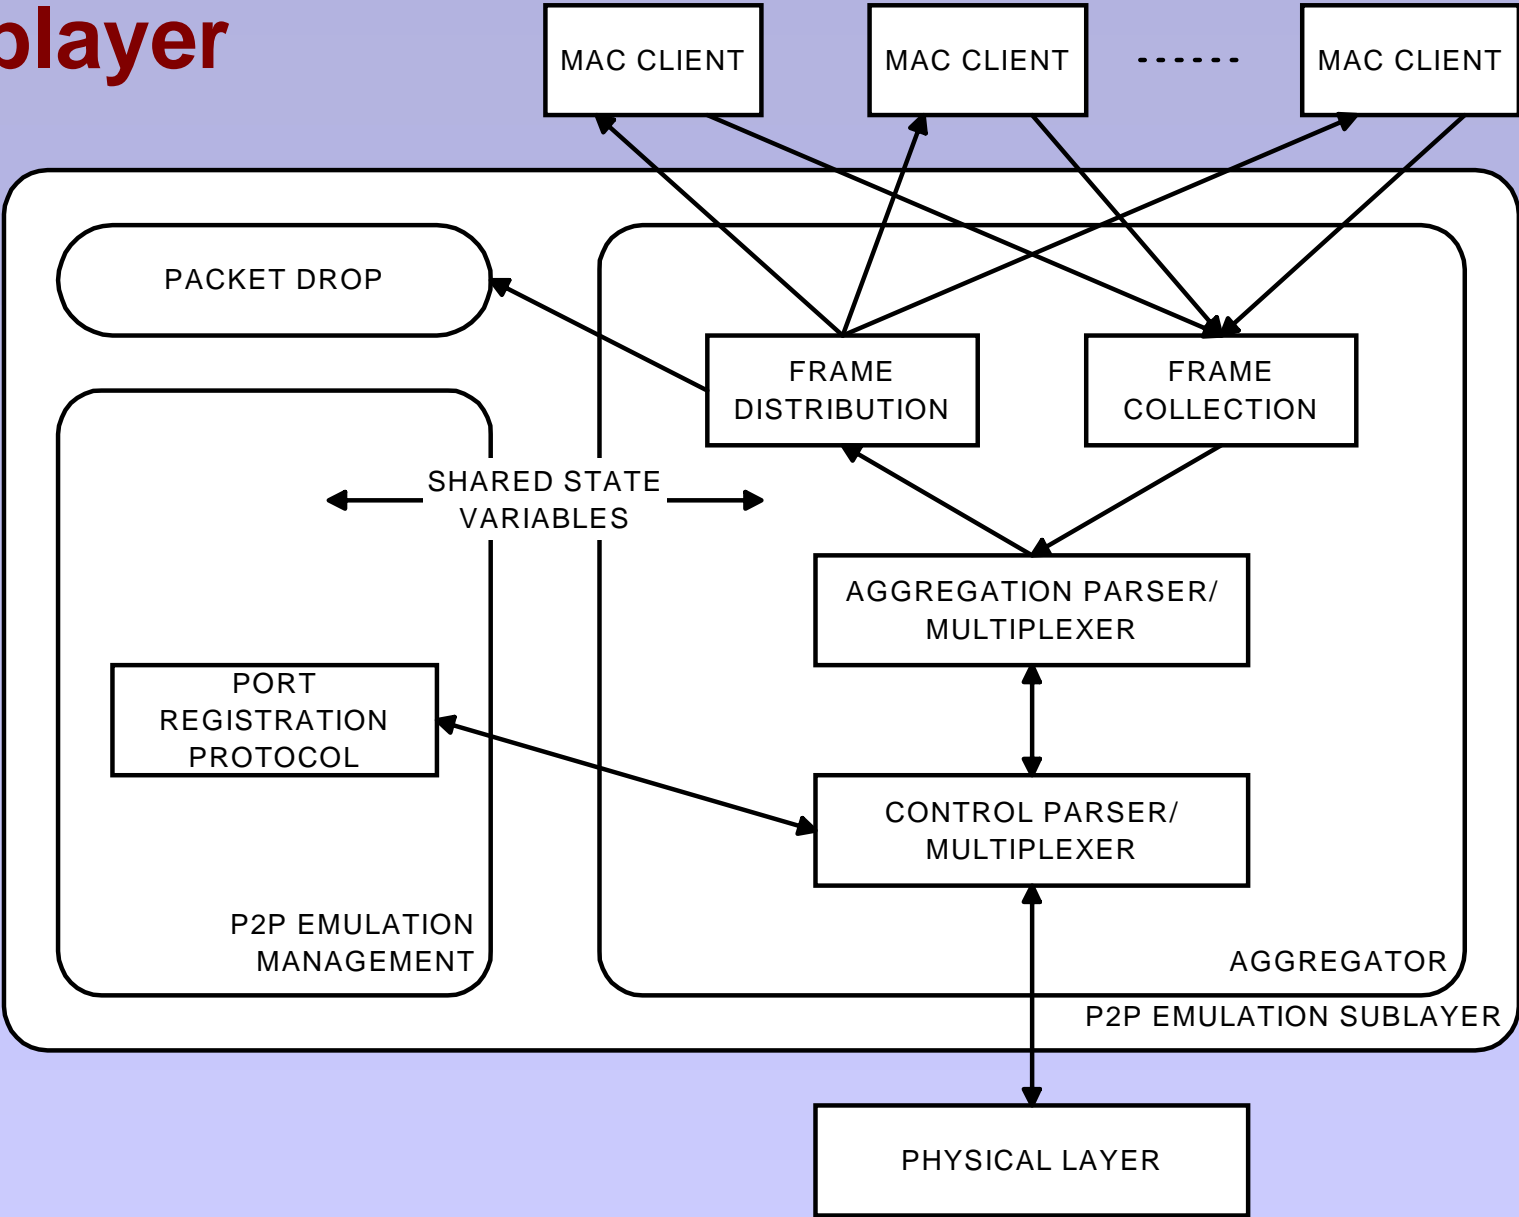 player
MAC CLIENT
MAC CLIENT
MAC CLIENT
PACKET DROP
FRAME
DISTRIBUTION
FRAME
COLLECTION
SHARED STATE
VARIABLES
AGGREGATION PARSER/
MULTIPLEXER
PORT
REGISTRATION
PROTOCOL
CONTROL PARSER/
MULTIPLEXER
P2P EMULATION
MANAGEMENT
AGGREGATOR
P2P EMULATION SUBLAYER
PHYSICAL LAYER